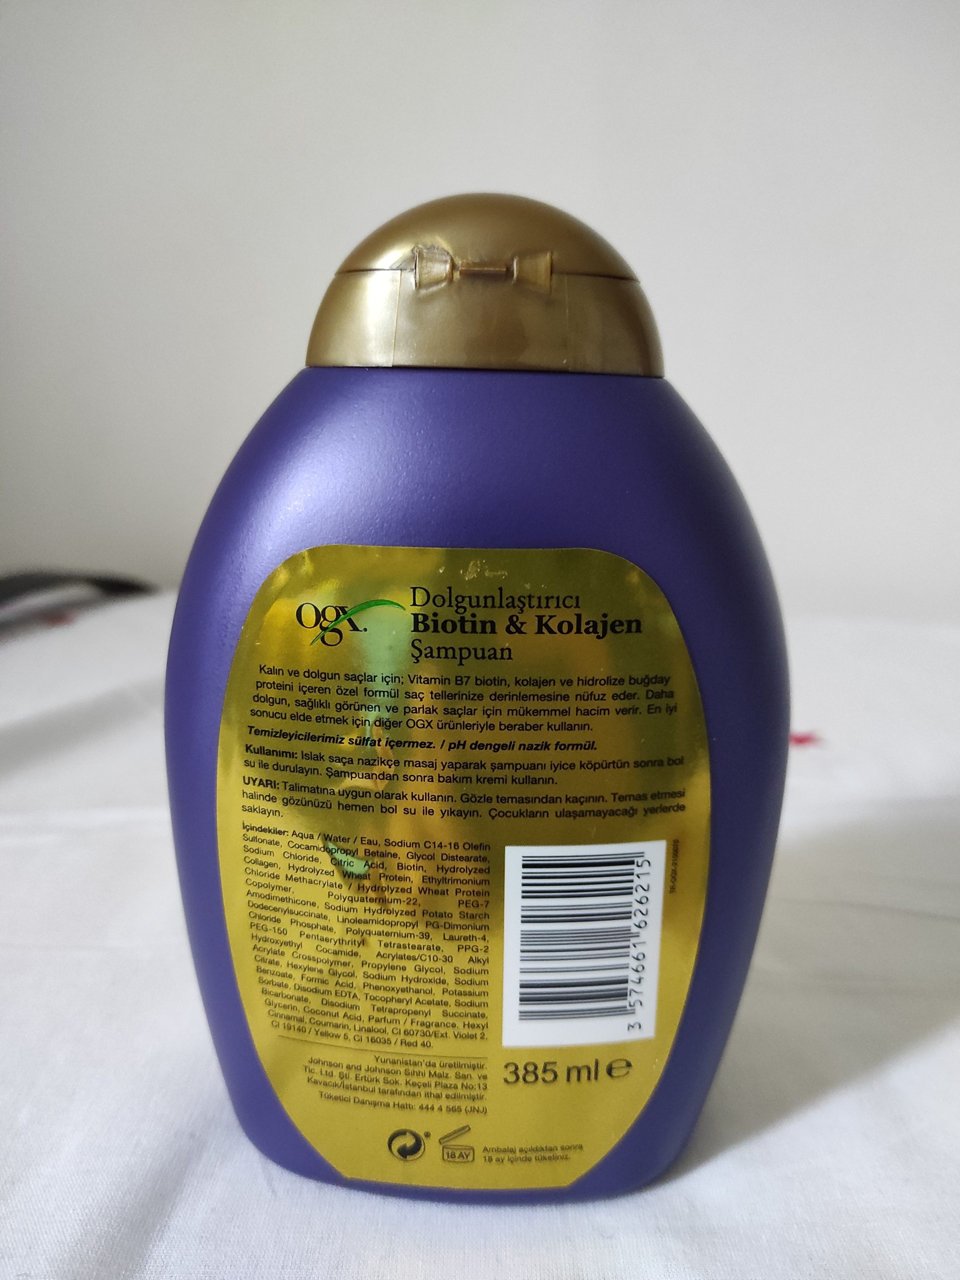 ogx.
Dolgunlaştırıcı
Biotin & Kolajen
Şampuan
Kalın ve dolgun saçlar için; Vitamin B7 biotin, kolajen ve hidrolize buğday
proteini içeren özel formül saç tellerinize derinlemesine nüfuz eder. Daha
dolgun, sağlıklı görünen ve parlak saçlar için mükemmel hacim verir. En iyi
sonucu elde etmek için diğer OGX ürünleriyle beraber kullanın.
Temizleyicilerimiz sülfat içermez. / pH dengeli nazik formül.
Kullanımı: Islak saça nazikçe masaj yaparak şampuanı iyice köpürtün sonra bol
su ile durulayın. Şampuandan sonra bakım kremi kullanın.
UYARI: Talimatına uygun olarak kullanın. Gözle temasından kaçının. Temas etmesi
halinde gözünüzü hemen bol su ile yıkayın. Çocukların ulaşamayacağı yerlerde
saklayın.
İçindekiler: Aqua / Water / Eau, Sodium C14-16 Olefin
Sulfonate, Cocamidopropyl Betaine, Glycol Distearate,
Sodium Chloride, Citric Acid, Biotin, Hydrolyzed
Collagen, Hydrolyzed Wheat Protein, Ethyltrimonium
Chloride Methacrylate / Hydrolyzed Wheat Protein
Copolymer, Polyquaternium-22, PEG-7
Amodimethicone, Sodium Hydrolyzed Potato Starch
Dodecenylsuccinate, Linoleamidopropyl PG-Dimonium
Chloride Phosphate, Polyquaternium-39, Laureth-4,
PEG-150 Pentaerythrityl Tetrastearate, PPG-2
Hydroxyethyl Cocamide, Acrylates/C10-30 Alkyl
Acrylate Crosspolymer, Propylene Glycol, Sodium
Citrate, Hexylene Glycol, Sodium Hydroxide, Sodium
Benzoate, Formic Acid, Phenoxyethanol, Potassium
Sorbate, Disodium EDTA, Tocopheryl Acetate, Sodium
Bicarbonate, Disodium Tetrapropenyl Succinate,
Glycerin, Coconut Acid, Parfum / Fragrance, Hexyl
Cinnamal, Coumarin, Linalool, CI 60730/Ext. Violet 2,
CI 19140 / Yellow 5, CI 16035 / Red 40.
Yunanistan'da üretilmiştir.
Johnson and Johnson Sıhhi Malz. San. ve
Tic. Ltd. Şti. Ertürk Sok. Keçeli Plaza No:13
Kavacık/İstanbul tarafından ithal edilmiştir.
Tüketici Danışma Hattı: 444 4 565 (JNJ)
3 574661 626215
385 ml e
18 AY
Ambalaj açıldıktan sonra
18 ay içinde tüketiniz.